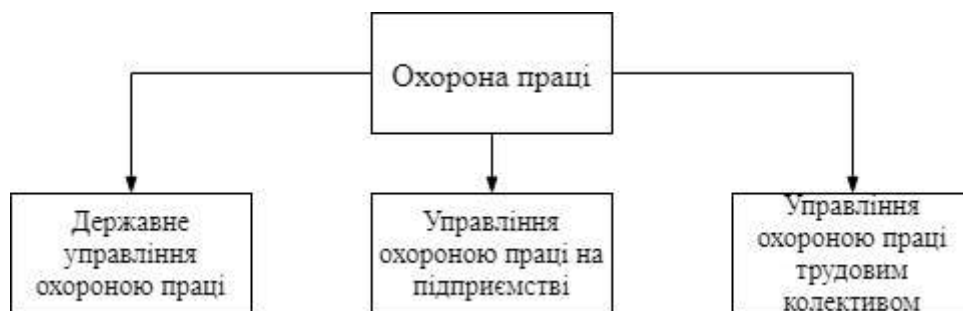 Охорона праці
Державне
управління
охороною праці
Управління
охороною праці на
підприємстві
Управління
охороною праці
трудовим
колективом